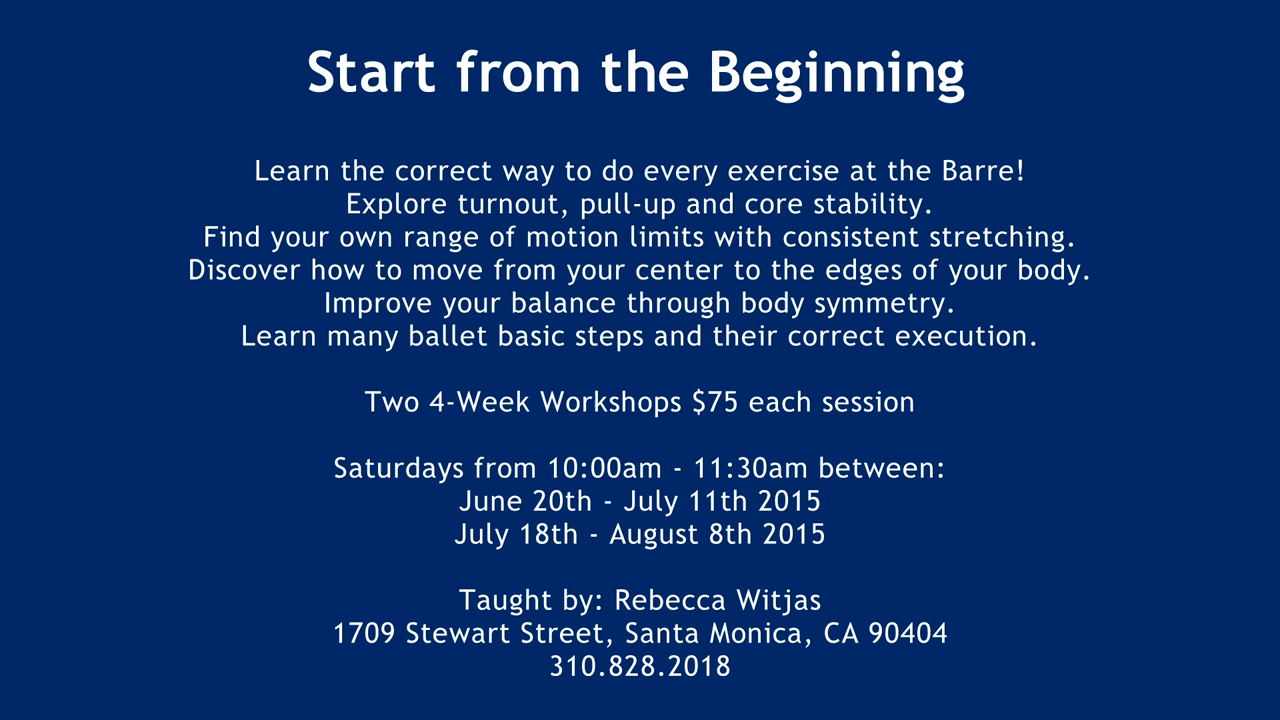 Start from the Beginning
Learn the correct way to do every exercise at the Barre!
Explore turnout, pull-up and core stability.
Find your own range of motion limits with consistent stretching.
Discover how to move from your center to the edges of your body.
Improve your balance through body symmetry.
Learn many ballet basic steps and their correct execution.
Two 4-Week Workshops $75 each session
Saturdays from 10:00am - 11:30am between:
June 20th - July 11th 2015
July 18th - August 8th 2015
Taught by: Rebecca Witjas
1709 Stewart Street, Santa Monica, CA 90404
310.828.2018